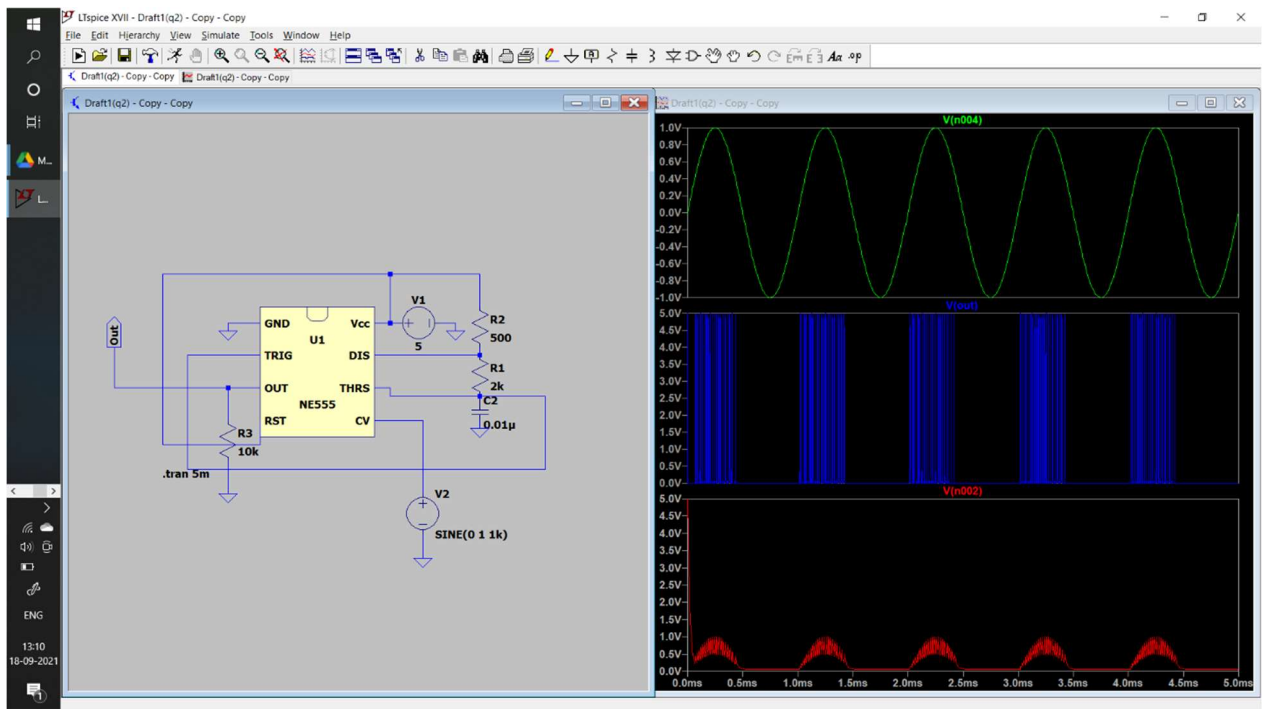 LTspice XVII - Draft1(q2) - Copy - Copy
File Edit Hierarchy View Simulate Tools Window Help
Draft1(q2) - Copy - Copy Draft1(q2) - Copy - Copy
Draft1(q2) - Copy - Copy
GND Vcc
U1
TRIG DIS
OUT THRS
NE555
RST CV
Out
V1
5
R2
500
R1
2k
C2
0.01µ
R3
10k
.tran 5m
V2
SINE(0 1 1k)
Draft1(q2) - Copy - Copy
V(n004)
1.0V
0.8V
0.6V
0.4V
0.2V
0.0V
-0.2V
-0.4V
-0.6V
-0.8V
-1.0V
V(out)
5.0V
4.5V
4.0V
3.5V
3.0V
2.5V
2.0V
1.5V
1.0V
0.5V
0.0V
V(n002)
5.0V
4.5V
4.0V
3.5V
3.0V
2.5V
2.0V
1.5V
1.0V
0.5V
0.0V
0.0ms 0.5ms 1.0ms 1.5ms 2.0ms 2.5ms 3.0ms 3.5ms 4.0ms 4.5ms 5.0ms
M...
L...
ENG
13:10
18-09-2021
1